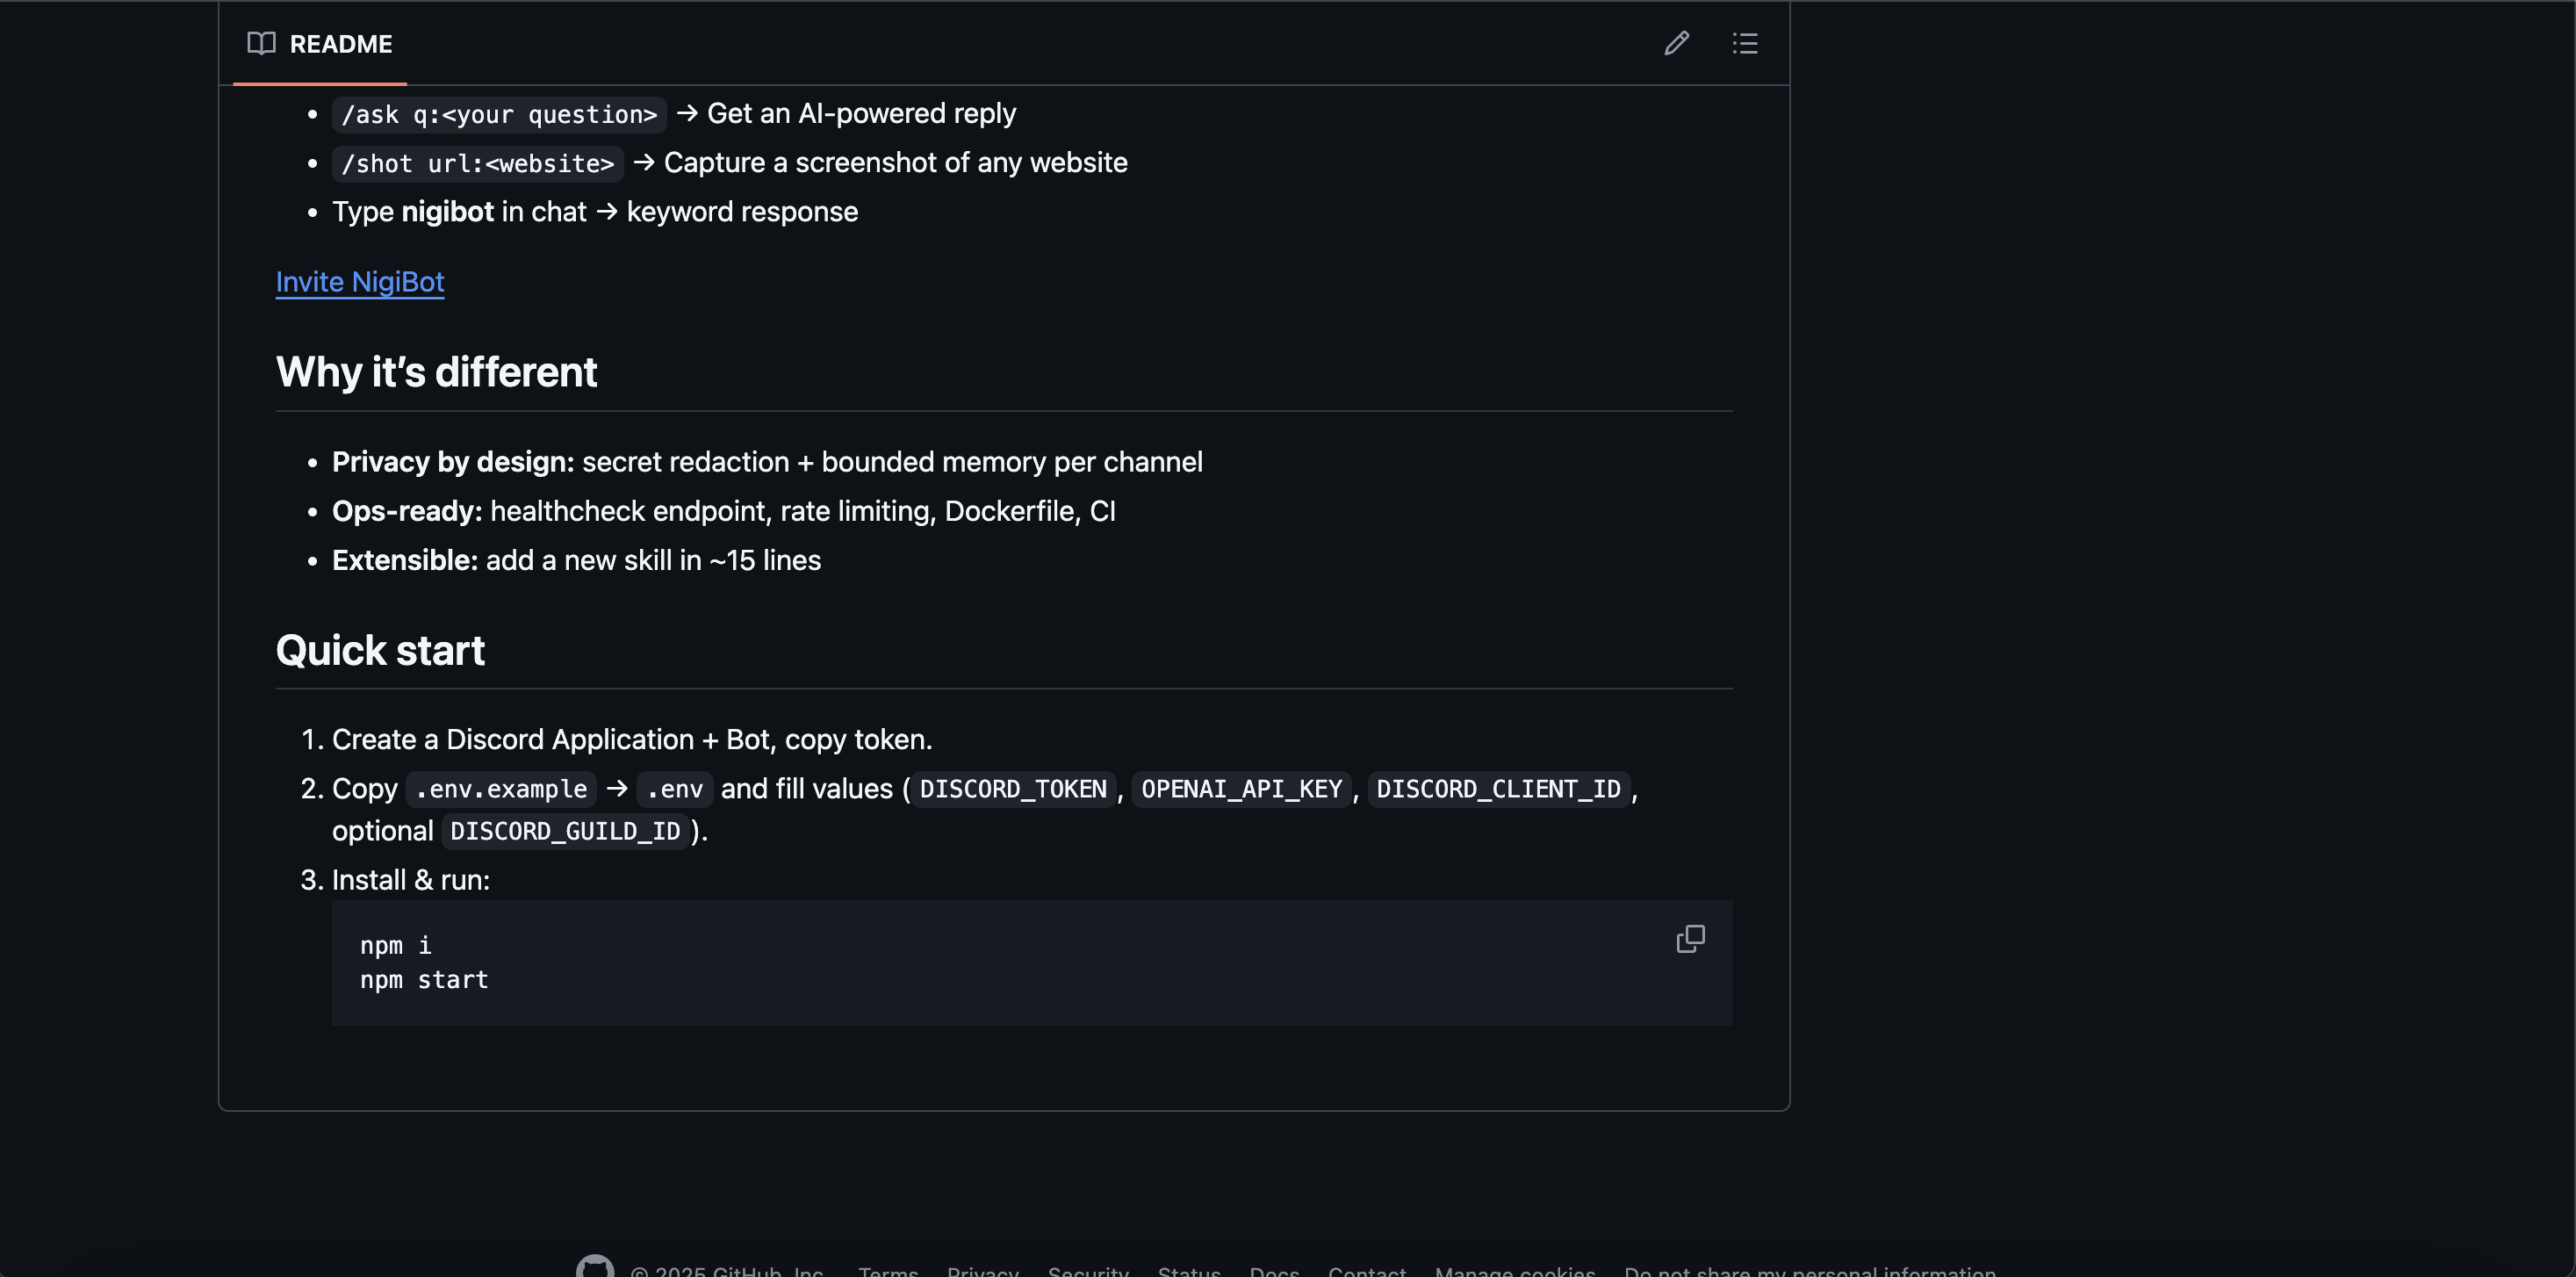 README
/ask q:<your question> → Get an AI-powered reply
/shot url:<website> → Capture a screenshot of any website
Type nigibot in chat → keyword response
Invite NigiBot
Why it’s different
Privacy by design: secret redaction + bounded memory per channel
Ops-ready: healthcheck endpoint, rate limiting, Dockerfile, CI
Extensible: add a new skill in ~15 lines
Quick start
1. Create a Discord Application + Bot, copy token.
2. Copy .env.example → .env and fill values (DISCORD_TOKEN, OPENAI_API_KEY, DISCORD_CLIENT_ID,
optional DISCORD_GUILD_ID).
3. Install & run:
npm i
npm start
© 2025 GitHub, Inc. Terms Privacy Security Status Docs Contact Manage cookies Do not share my personal information